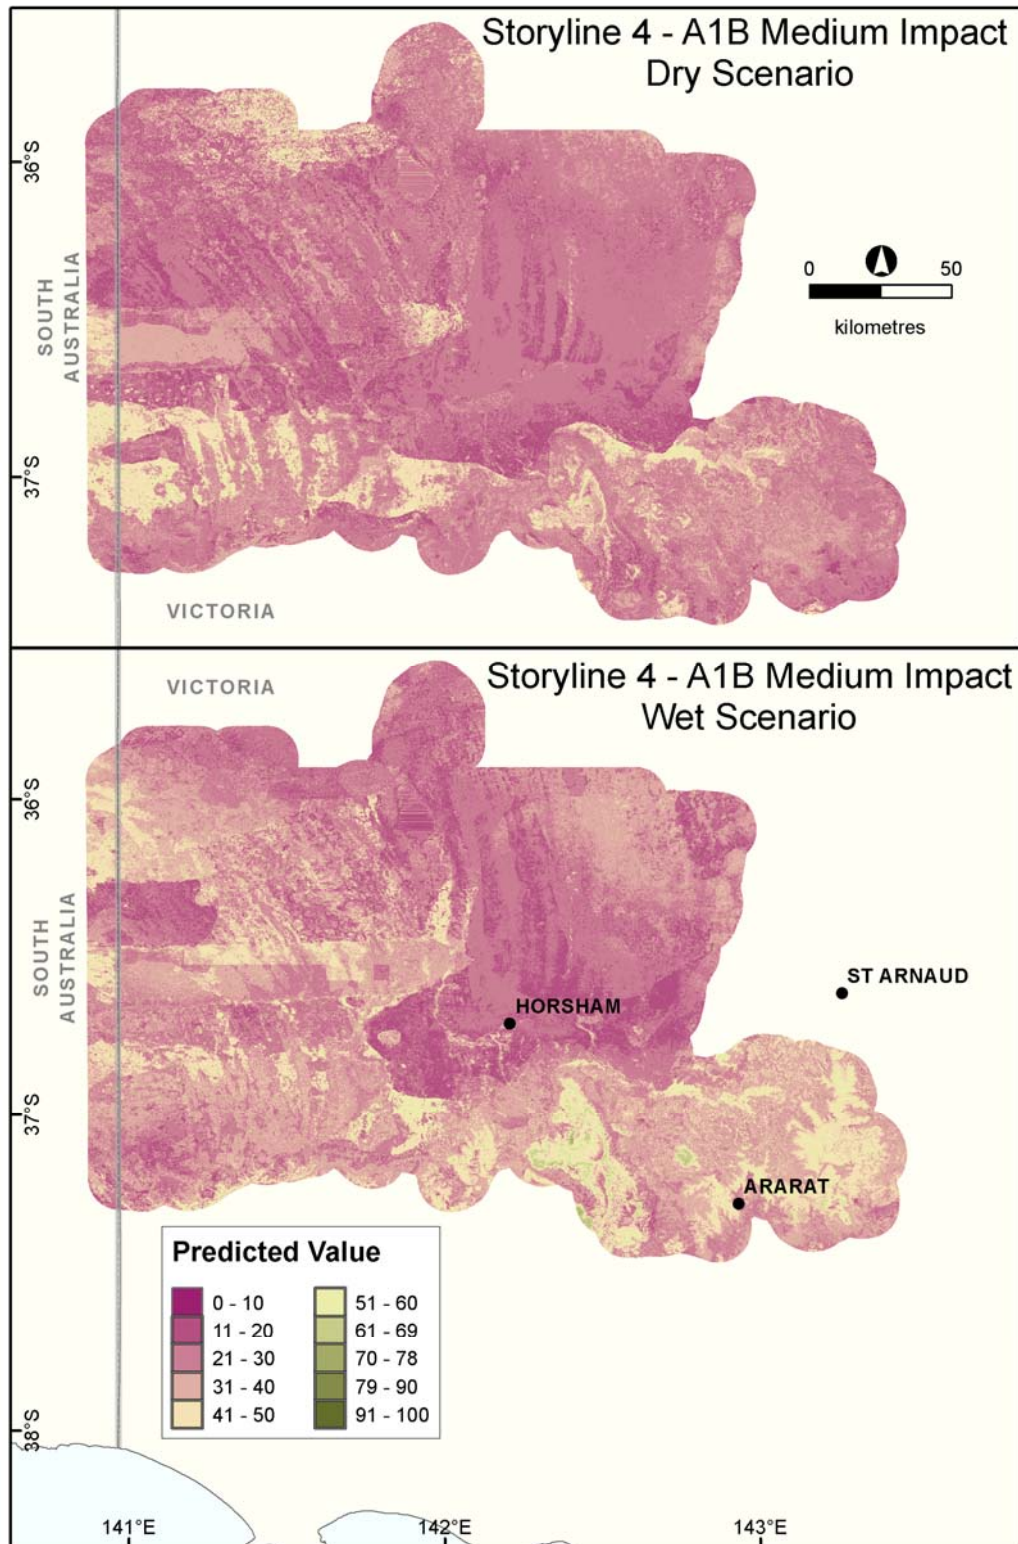 Storyline 4 - A1B Medium Impact
Dry Scenario
36°S
SOUTH
AUSTRALIA
0 50
kilometres
37°S
VICTORIA
VICTORIA
Storyline 4 - A1B Medium Impact
Wet Scenario
36°S
SOUTH
AUSTRALIA
ST ARNAUD
HORSHAM
37°S
ARARAT
Predicted Value
0 - 10
11 - 20
21 - 30
31 - 40
41 - 50
51 - 60
61 - 69
70 - 78
79 - 90
91 - 100
38°S
141°E 142°E 143°E